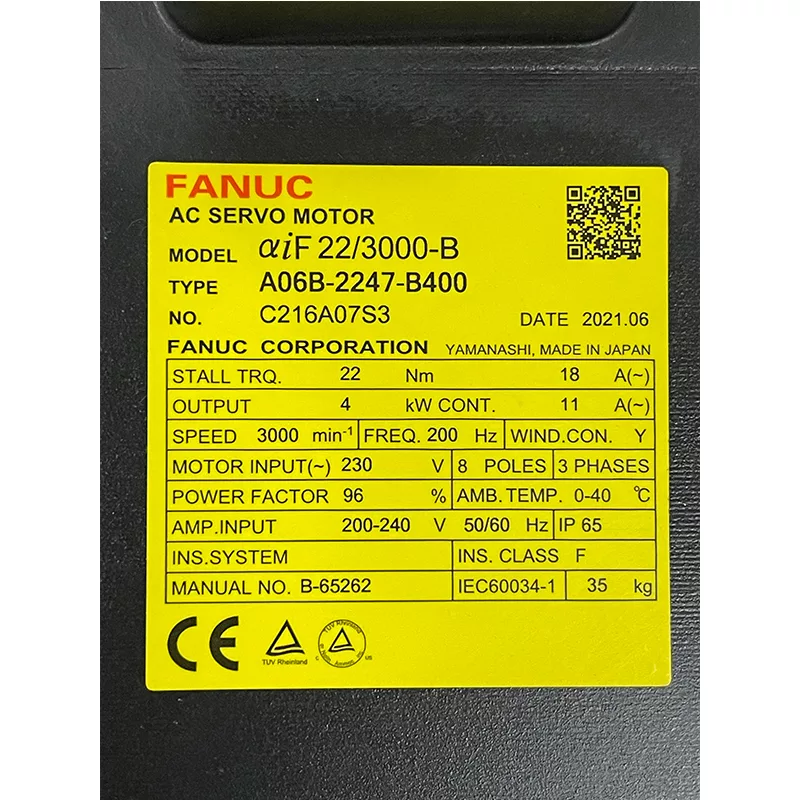 FANUC
AC SERVO MOTOR
MODEL αiF 22/3000-B
TYPE A06B-2247-B400
NO. C216A07S3 DATE 2021.06
FANUC CORPORATION YAMANASHI, MADE IN JAPAN
STALL TRQ. 22 Nm 18 A(~)
OUTPUT 4 kW CONT. 11 A(~)
SPEED 3000 min-1 FREQ. 200 Hz WIND.CON. Y
MOTOR INPUT(~) 230 V 8 POLES 3 PHASES
POWER FACTOR 96 % AMB. TEMP. 0-40 ℃
AMP.INPUT 200-240 V 50/60 Hz IP 65
INS.SYSTEM INS. CLASS F
MANUAL NO. B-65262 IEC60034-1 35 kg
CE
TUV Rheinland
TUV Rheinland
C US